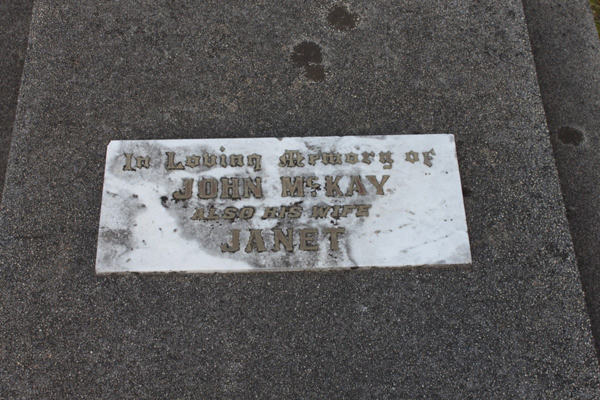 In Loving Memory of
JOHN McKAY
ALSO HIS WIFE
JANET